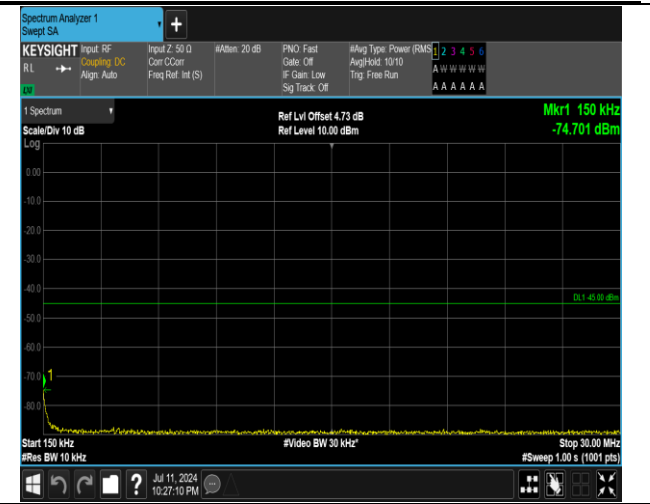 Spectrum Analyzer 1
Swept SA
+
KEYSIGHT
RL
LXI
Input: RF
Coupling: DC
Align: Auto
Input Z: 50 Ω
Corr CCorr
Freq Ref: Int (S)
#Atten: 20 dB
PNO: Fast
Gate: Off
IF Gain: Low
Sig Track: Off
#Avg Type: Power (RMS
Avg|Hold: 10/10
Trig: Free Run
1 2 3 4 5 6
A W W W W W
A A A A A A
1 Spectrum
Scale/Div 10 dB
Log
Ref Lvl Offset 4.73 dB
Ref Level 10.00 dBm
Mkr1 150 kHz
-74.701 dBm
0.00
-10.0
-20.0
-30.0
-40.0
DL1 -45.00 dBm
-50.0
-60.0
-70.0
1
-80.0
Start 150 kHz
#Res BW 10 kHz
#Video BW 30 kHz*
Stop 30.00 MHz
#Sweep 1.00 s (1001 pts)
?
Jul 11, 2024
10:27:10 PM